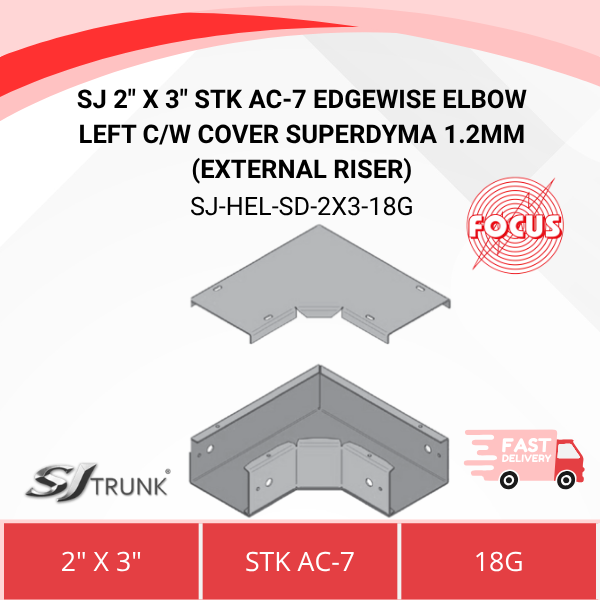 SJ 2" X 3" STK AC-7 EDGEWISE ELBOW
LEFT C/W COVER SUPERDYMA 1.2MM
(EXTERNAL RISER)
SJ-HEL-SD-2X3-18G
FOCUS
SJ TRUNK®
FAST
DELIVERY
2" X 3"
STK AC-7
18G